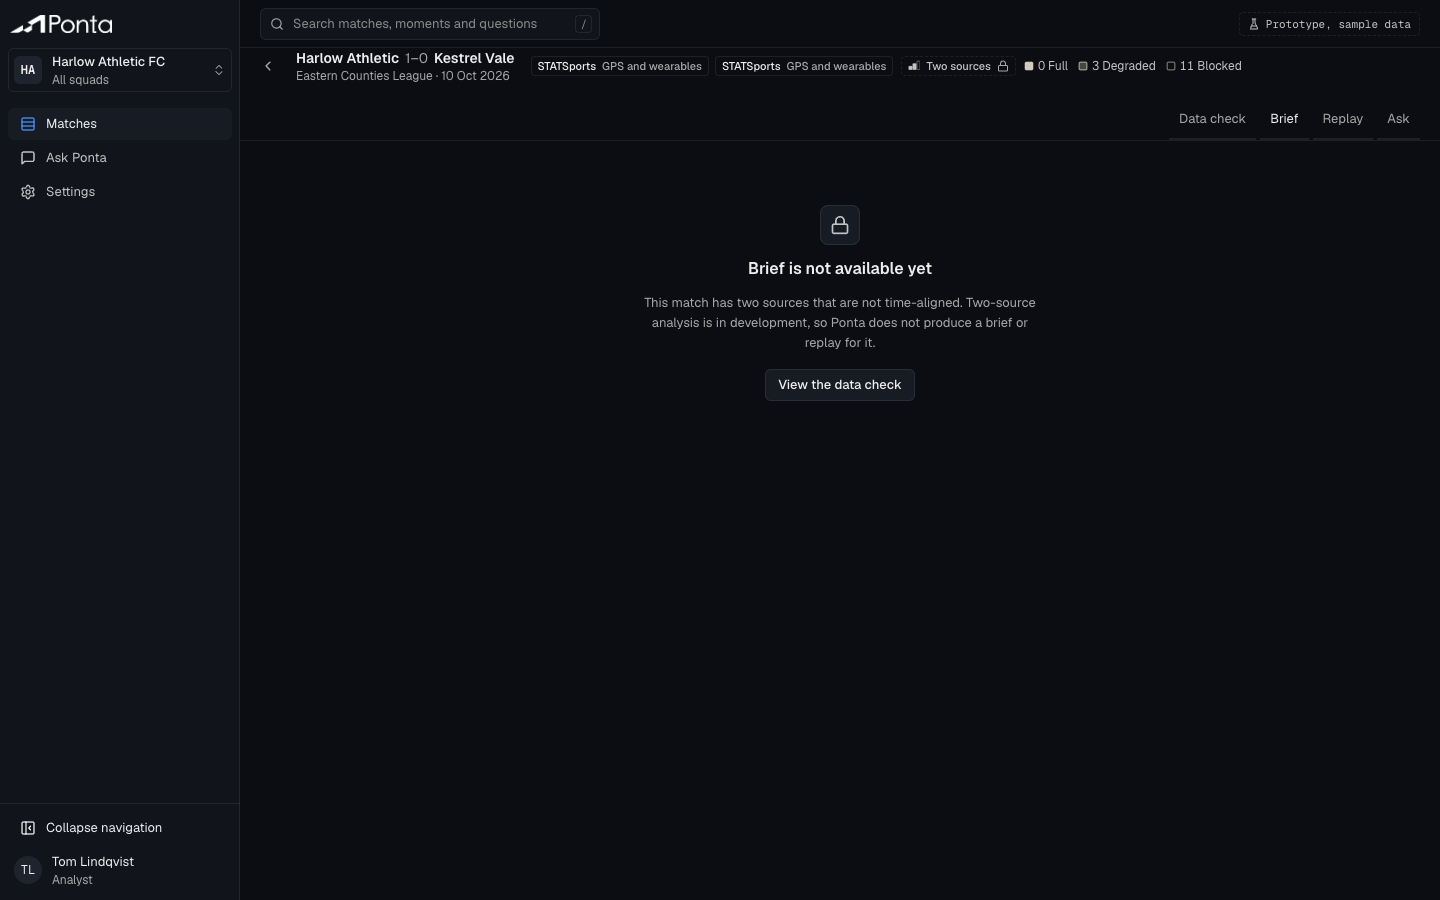 Ponta
HA
Harlow Athletic FC
All squads
Matches
Ask Ponta
Settings
Collapse navigation
TL
Tom Lindqvist
Analyst
Search matches, moments and questions
/
Prototype, sample data
Harlow Athletic 1–0 Kestrel Vale
Eastern Counties League · 10 Oct 2026
STATSports GPS and wearables
STATSports GPS and wearables
Two sources
0 Full
3 Degraded
11 Blocked
Data check
Brief
Replay
Ask
Brief is not available yet
This match has two sources that are not time-aligned. Two-source
analysis is in development, so Ponta does not produce a brief or
replay for it.
View the data check